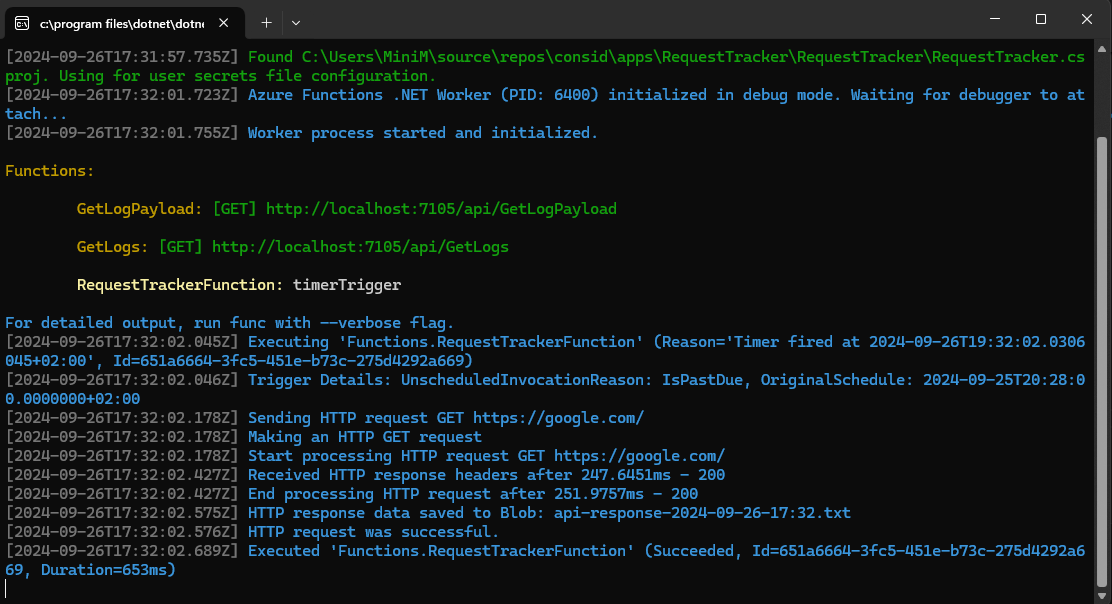 c:\program files\dotnet\dotne
[2024-09-26T17:31:57.735Z] Found C:\Users\MiniM\source\repos\consid\apps\RequestTracker\RequestTracker\RequestTracker.cs
proj. Using for user secrets file configuration.
[2024-09-26T17:32:01.723Z] Azure Functions .NET Worker (PID: 6400) initialized in debug mode. Waiting for debugger to at
tach...
[2024-09-26T17:32:01.755Z] Worker process started and initialized.
Functions:
GetLogPayload: [GET] http://localhost:7105/api/GetLogPayload
GetLogs: [GET] http://localhost:7105/api/GetLogs
RequestTrackerFunction: timerTrigger
For detailed output, run func with --verbose flag.
[2024-09-26T17:32:02.045Z] Executing 'Functions.RequestTrackerFunction' (Reason='Timer fired at 2024-09-26T19:32:02.0306
045+02:00', Id=651a6664-3fc5-451e-b73c-275d4292a669)
[2024-09-26T17:32:02.046Z] Trigger Details: UnscheduledInvocationReason: IsPastDue, OriginalSchedule: 2024-09-25T20:28:0
0.0000000+02:00
[2024-09-26T17:32:02.178Z] Sending HTTP request GET https://google.com/
[2024-09-26T17:32:02.178Z] Making an HTTP GET request
[2024-09-26T17:32:02.178Z] Start processing HTTP request GET https://google.com/
[2024-09-26T17:32:02.427Z] Received HTTP response headers after 247.6451ms - 200
[2024-09-26T17:32:02.427Z] End processing HTTP request after 251.9757ms - 200
[2024-09-26T17:32:02.575Z] HTTP response data saved to Blob: api-response-2024-09-26-17:32.txt
[2024-09-26T17:32:02.576Z] HTTP request was successful.
[2024-09-26T17:32:02.689Z] Executed 'Functions.RequestTrackerFunction' (Succeeded, Id=651a6664-3fc5-451e-b73c-275d4292a6
69, Duration=653ms)